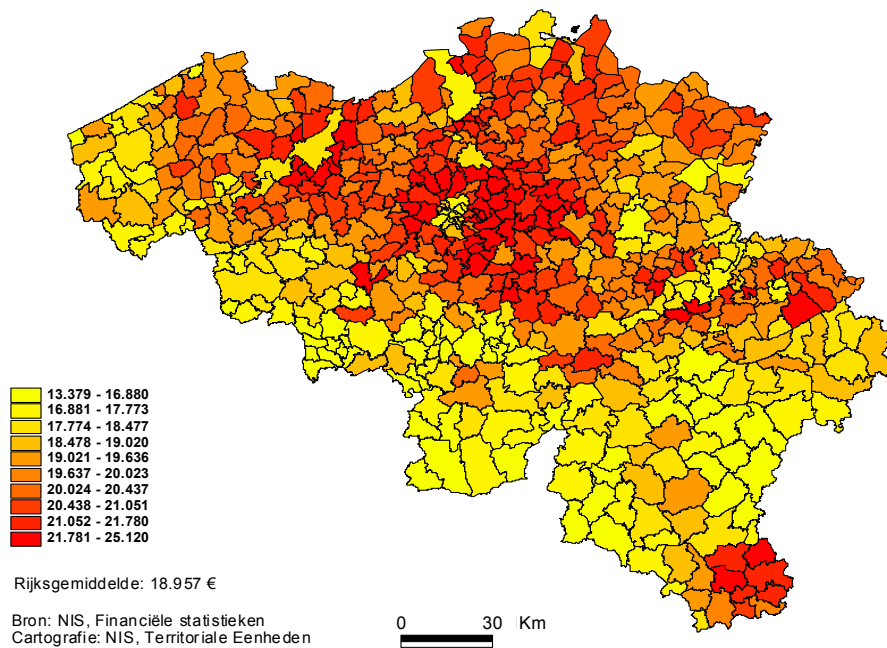 13.379 - 16.880
16.881 - 17.773
17.774 - 18.477
18.478 - 19.020
19.021 - 19.636
19.637 - 20.023
20.024 - 20.437
20.438 - 21.051
21.052 - 21.780
21.781 - 25.120
Rijksgemiddelde: 18.957 €
Bron: NIS, Financiële statistieken
Cartografie: NIS, Territoriale Eenheden
0 30 Km